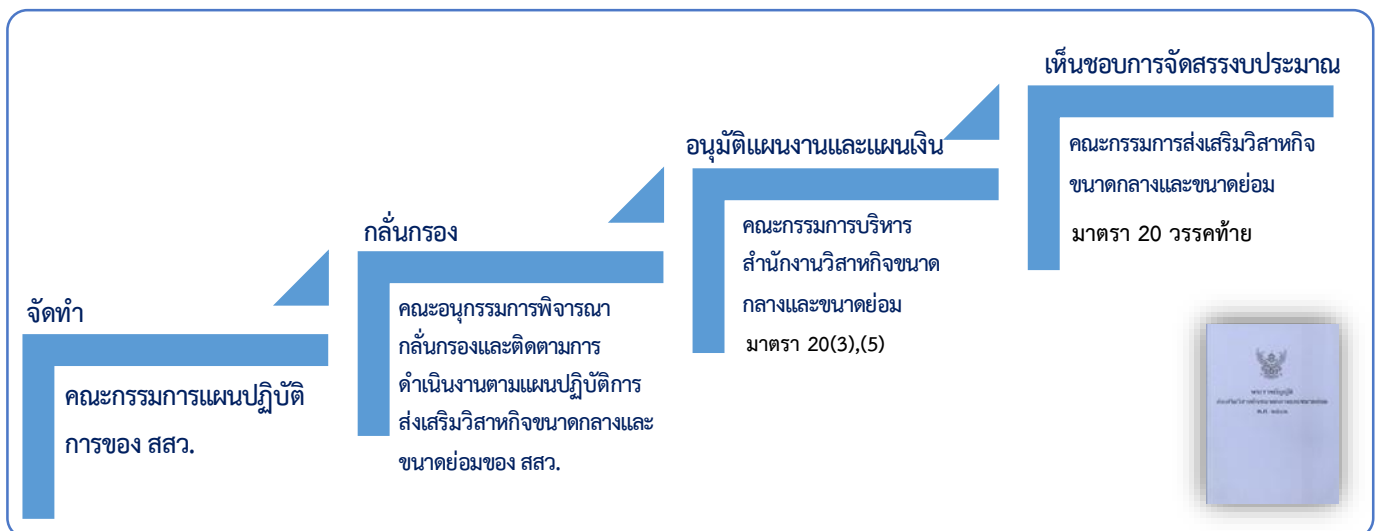 จัดทำ
คณะกรรมการแผนปฏิบัติ
การของ สสว.
กลั่นกรอง
คณะอนุกรรมการพิจารณา
กลั่นกรองและติดตามการ
ดำเนินงานตามแผนปฏิบัติการ
ส่งเสริมวิสาหกิจขนาดกลางและ
ขนาดย่อมของ สสว.
อนุมัติแผนงานและแผนเงิน
คณะกรรมการบริหาร
สำนักงานวิสาหกิจขนาด
กลางและขนาดย่อม
มาตรา 20(3),(5)
เห็นชอบการจัดสรรงบประมาณ
คณะกรรมการส่งเสริมวิสาหกิจ
ขนาดกลางและขนาดย่อม
มาตรา 20 วรรคท้าย
พระราชบัญญัติ